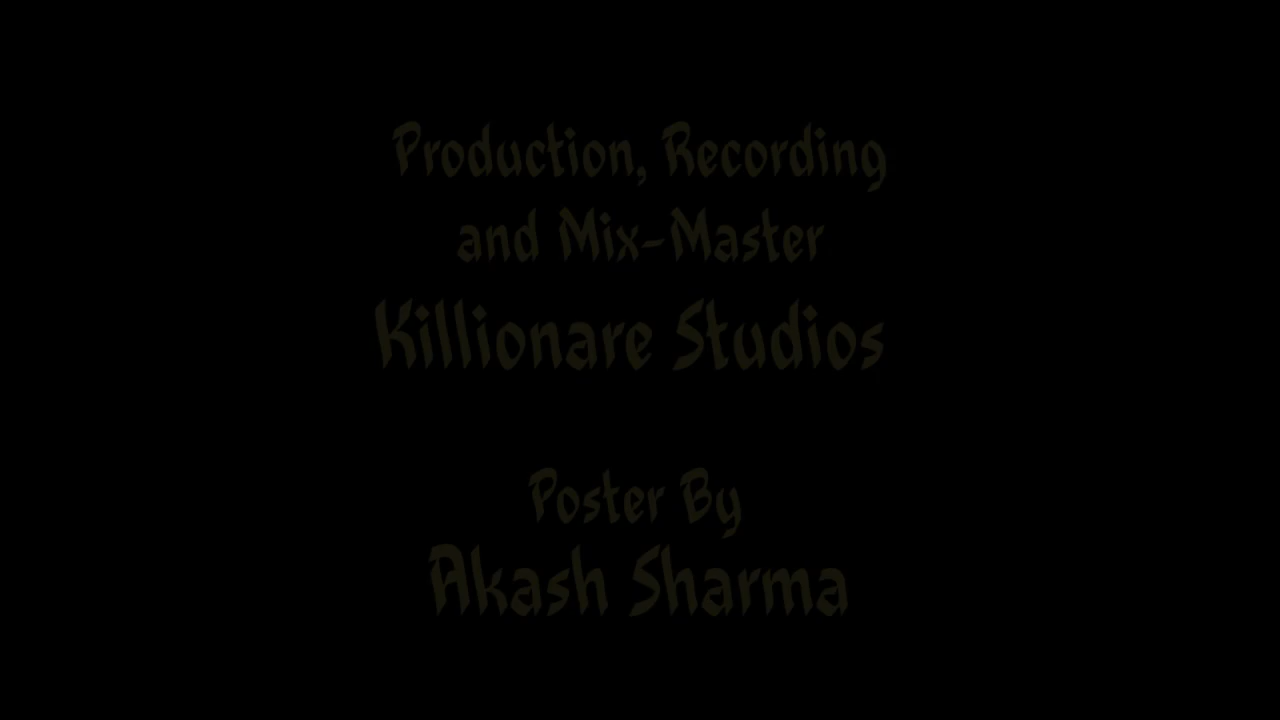 Production, Recording
and Mix-Master
Killionare Studios
Poster By
Akash Sharma